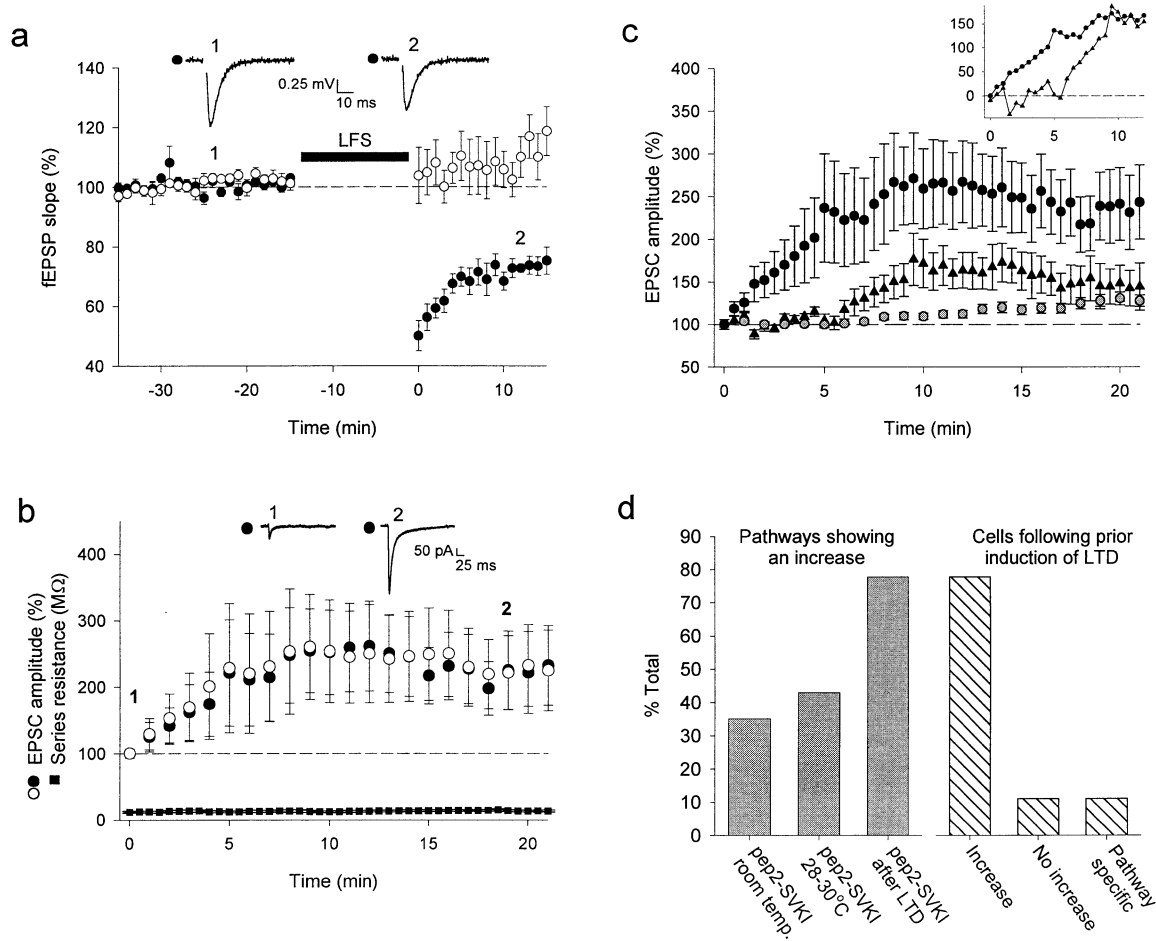 a
1
2
0.25 mV
10 ms
140
120
100
80
60
40
fEPSP slope (%)
LFS
1
2
-30
-20
-10
0
10
Time (min)
b
1
2
50 pA
25 ms
400
300
200
100
0
EPSC amplitude (%)
Series resistance (MΩ)
1
2
0
5
10
15
20
Time (min)
c
150
100
50
0
0
5
10
400
350
300
250
200
150
100
50
EPSC amplitude (%)
0
5
10
15
20
Time (min)
d
90
80
70
60
50
40
30
20
10
0
% Total
Pathways showing
an increase
Cells following prior
induction of LTD
pep2-SVKI
room temp.
pep2-SVKI
28-30°C
pep2-SVKI
after LTD
Increase
No increase
Pathway
specific